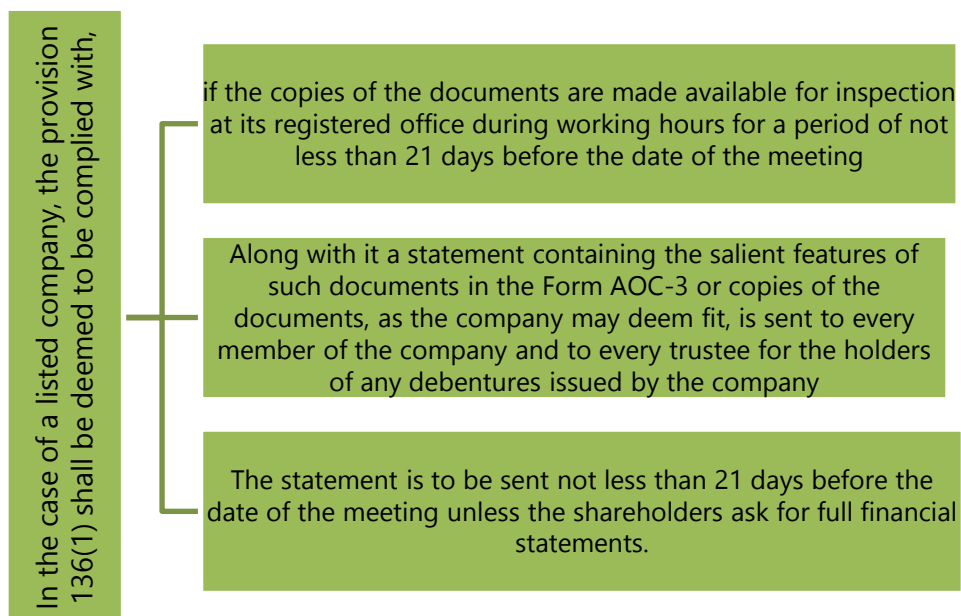 In the case of a listed company, the provision
136(1) shall be deemed to be complied with,
if the copies of the documents are made available for inspection
at its registered office during working hours for a period of not
less than 21 days before the date of the meeting
Along with it a statement containing the salient features of
such documents in the Form AOC-3 or copies of the
documents, as the company may deem fit, is sent to every
member of the company and to every trustee for the holders
of any debentures issued by the company
The statement is to be sent not less than 21 days before the
date of the meeting unless the shareholders ask for full financial
statements.